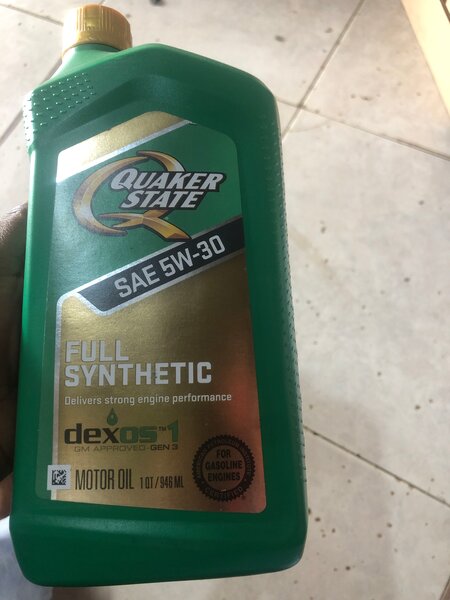 QUAKER
STATE
SAE 5W-30
FULL
SYNTHETIC
Delivers strong engine performance
dexos™1
GM APPROVED-GEN 3
MOTOR OIL 1 QT/946 ML
FOR
GASOLINE
ENGINES